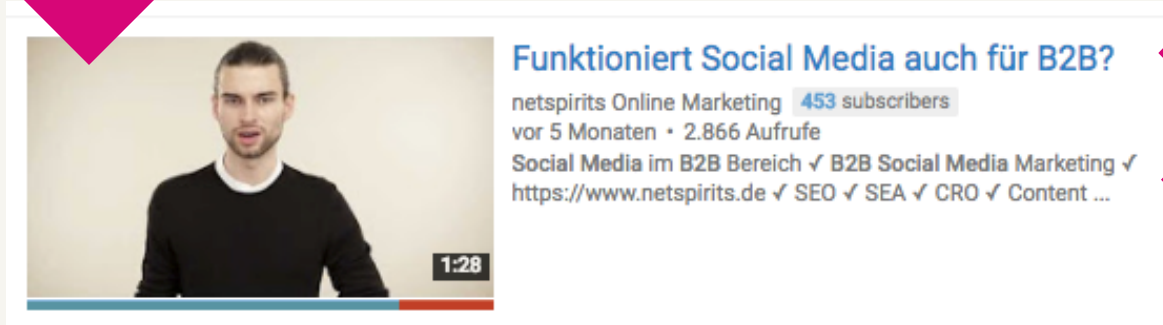 Funktioniert Social Media auch für B2B?
netspirits Online Marketing 453 subscribers
vor 5 Monaten • 2.866 Aufrufe
Social Media im B2B Bereich ✓ B2B Social Media Marketing ✓
https://www.netspirits.de ✓ SEO ✓ SEA ✓ CRO ✓ Content ...
1:28